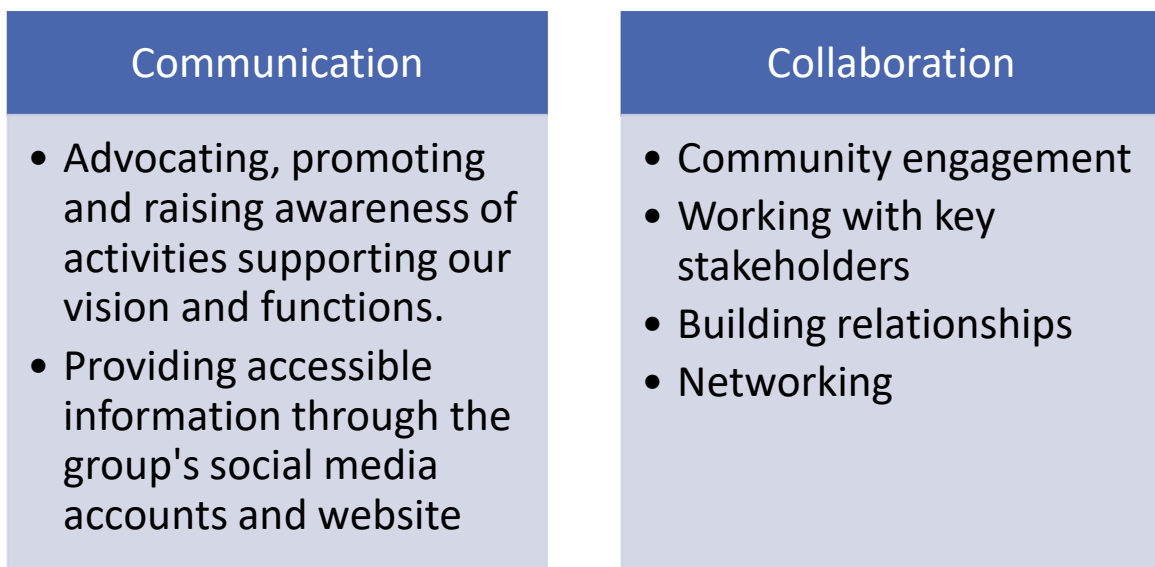 Communication
• Advocating, promoting
and raising awareness of
activities supporting our
vision and functions.
• Providing accessible
information through the
group's social media
accounts and website
Collaboration
• Community engagement
• Working with key
stakeholders
• Building relationships
• Networking